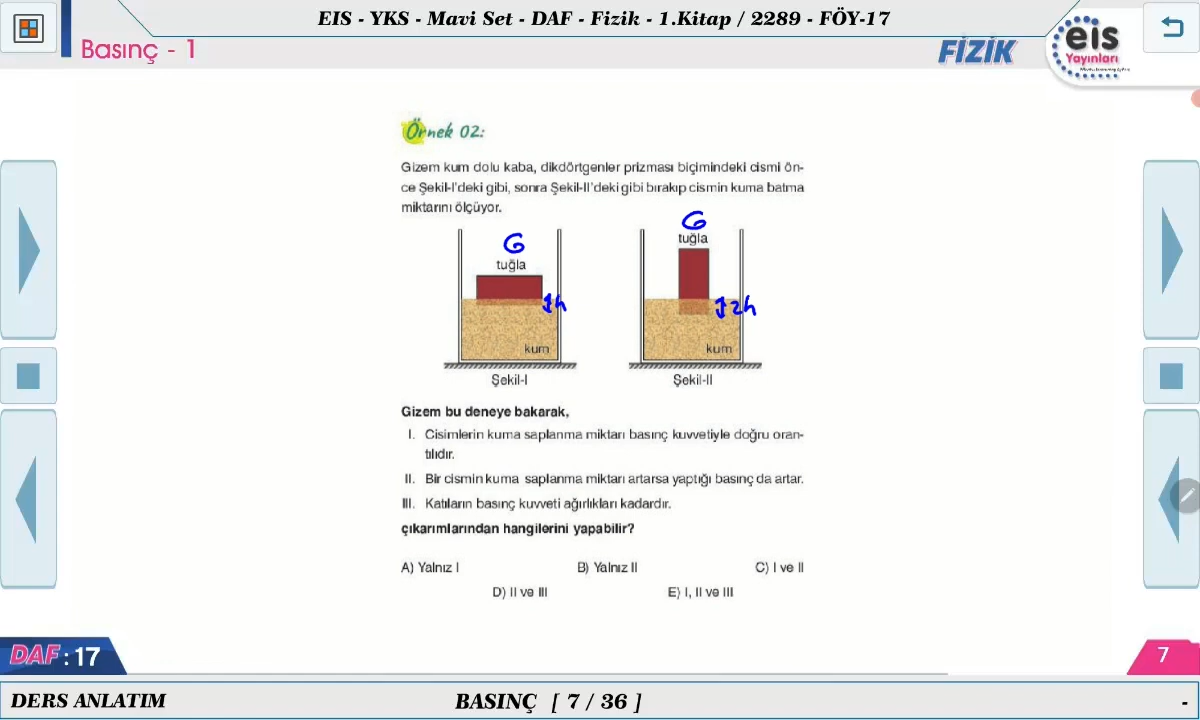 EIS - YKS - Mavi Set - DAF - Fizik - 1.Kitap / 2289 - FÖY-17
Basınç - 1
FİZİK
eis
Yayınları
Örnek 02:
Gizem kum dolu kaba, dikdörtgenler prizması biçimindeki cismi ön-
ce Şekil-I'deki gibi, sonra Şekil-II'deki gibi bırakıp cismin kuma batma
miktarını ölçüyor.
G
G
tuğla
tuğla
h
2h
kum
kum
Şekil-I
Şekil-II
Gizem bu deneye bakarak,
I. Cisimlerin kuma saplanma miktarı basınç kuvvetiyle doğru oran-
tılıdır.
II. Bir cismin kuma saplanma miktarı artarsa yaptığı basınç da artar.
III. Katıların basınç kuvveti ağırlıkları kadardır.
çıkarımlarından hangilerini yapabilir?
A) Yalnız I
B) Yalnız II
C) I ve II
D) II ve III
E) I, II ve III
DAF : 17
7
DERS ANLATIM
BASINÇ [ 7 / 36 ]
-